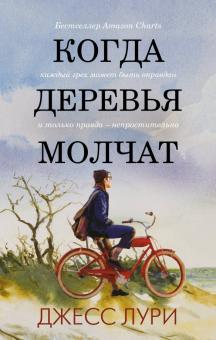 Бестселлер Amazon Charts
КОГДА
каждый грех может быть оправдан
ДЕРЕВЬЯ
и только правда – непростительна
МОЛЧАТ
ДЖЕСС ЛУРИ